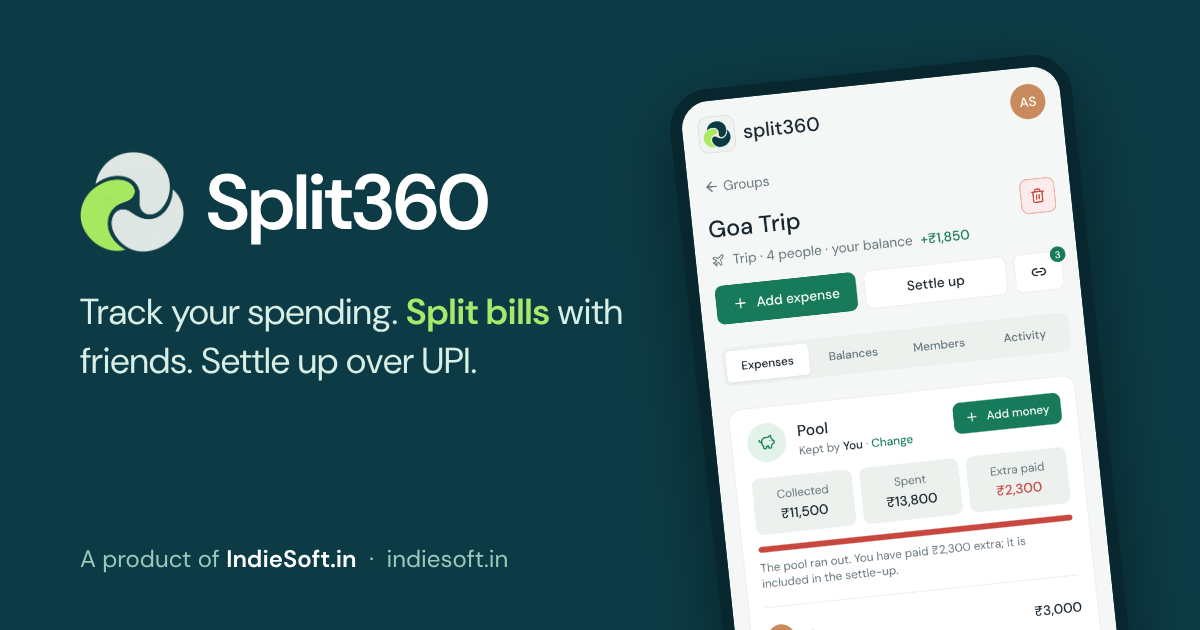 Split360
Track your spending. Split bills with
friends. Settle up over UPI.
A product of IndieSoft.in · indiesoft.in
split360
AS
← Groups
Goa Trip
Trip · 4 people · your balance +₹1,850
+ Add expense
Settle up
3
Expenses
Balances
Members
Activity
Pool
Kept by You · Change
+ Add money
Collected
₹11,500
Spent
₹13,800
Extra paid
₹2,300
The pool ran out. You have paid ₹2,300 extra; it is
included in the settle-up.
₹3,000